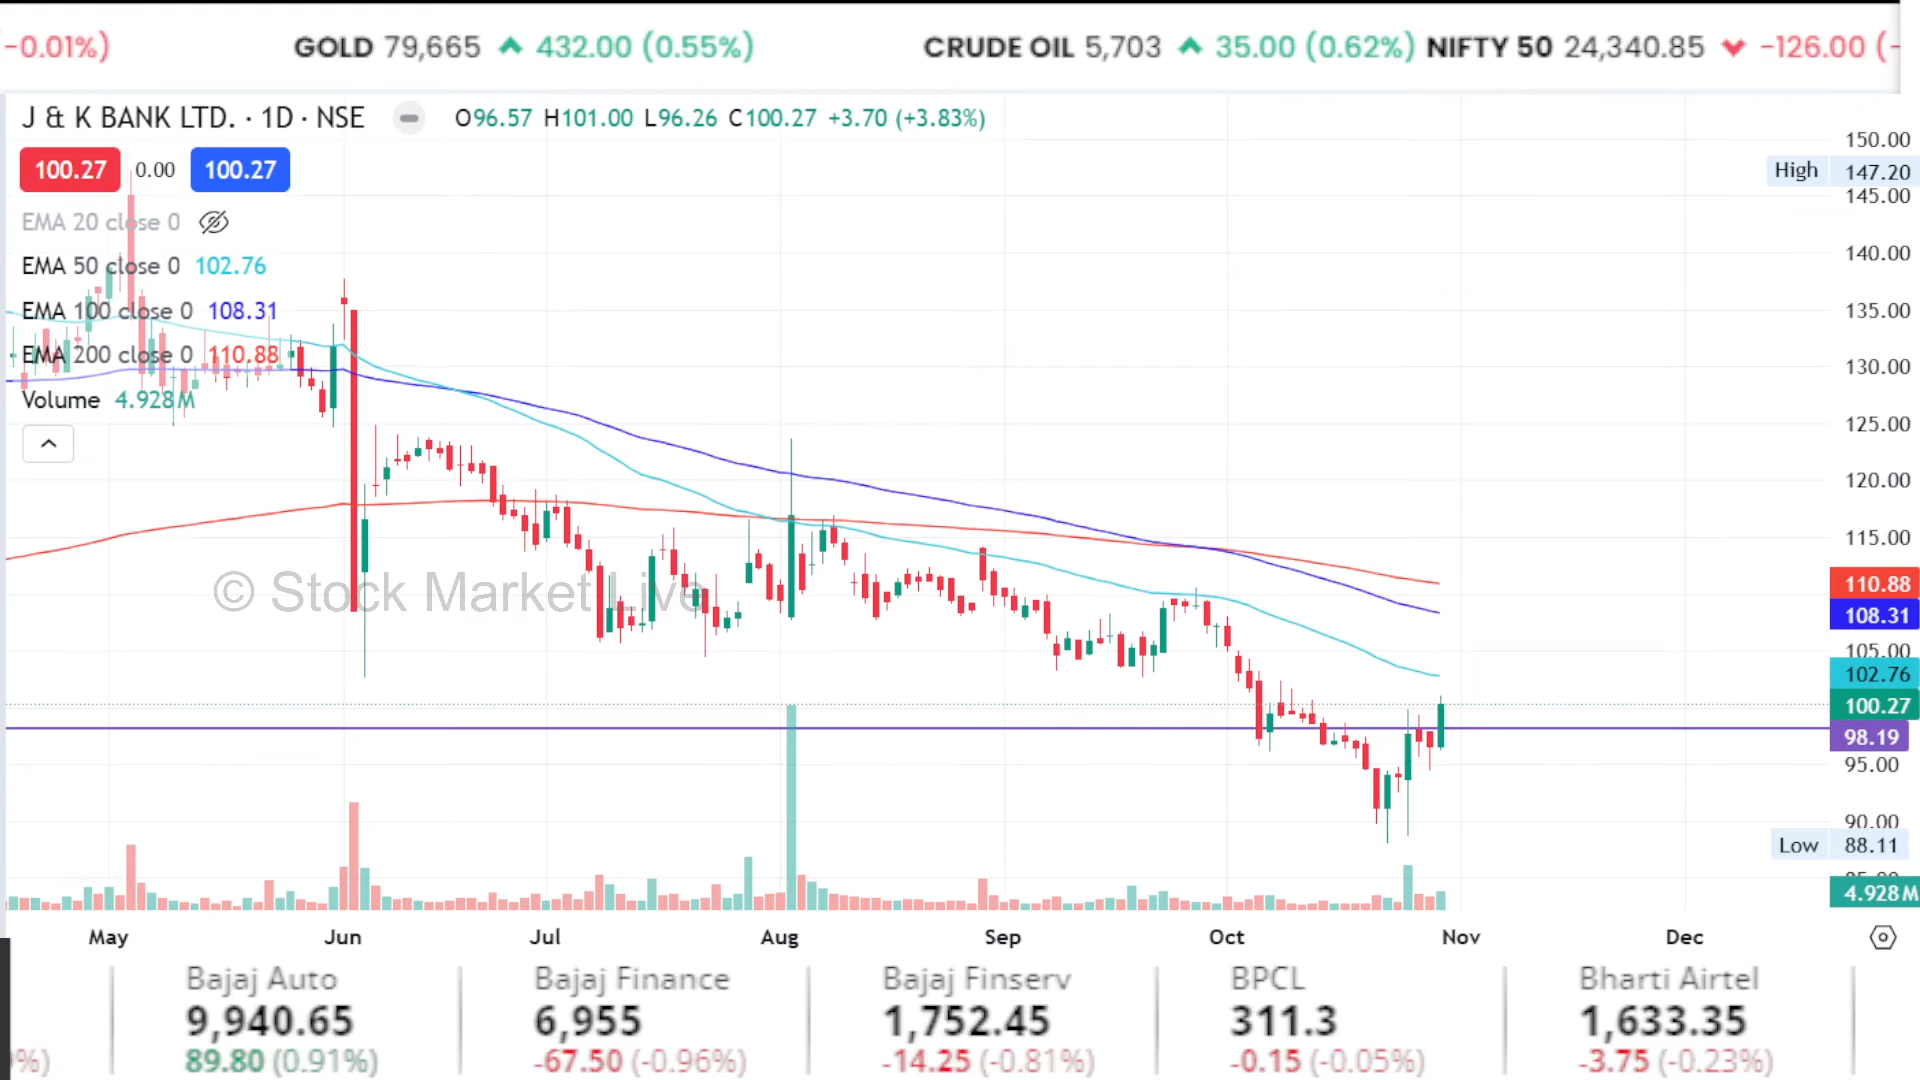 -0.01%) GOLD 79,665 432.00 (0.55%) CRUDE OIL 5,703 35.00 (0.62%) NIFTY 50 24,340.85 -126.00 (-
J & K BANK LTD. · 1D · NSE O96.57 H101.00 L96.26 C100.27 +3.70 (+3.83%)
100.27 0.00 100.27
EMA 20 close 0
EMA 50 close 0 102.76
EMA 100 close 0 108.31
EMA 200 close 0 110.88
Volume 4.928M
150.00
High 147.20
145.00
140.00
135.00
130.00
125.00
120.00
115.00
110.88
108.31
105.00
102.76
100.27
98.19
95.00
90.00
Low 88.11
85.00
4.928M
© Stock Market Live
May Jun Jul Aug Sep Oct Nov Dec
Bajaj Auto Bajaj Finance Bajaj Finserv BPCL Bharti Airtel
9,940.65 6,955 1,752.45 311.3 1,633.35
%) 89.80 (0.91%) -67.50 (-0.96%) -14.25 (-0.81%) -0.15 (-0.05%) -3.75 (-0.23%)